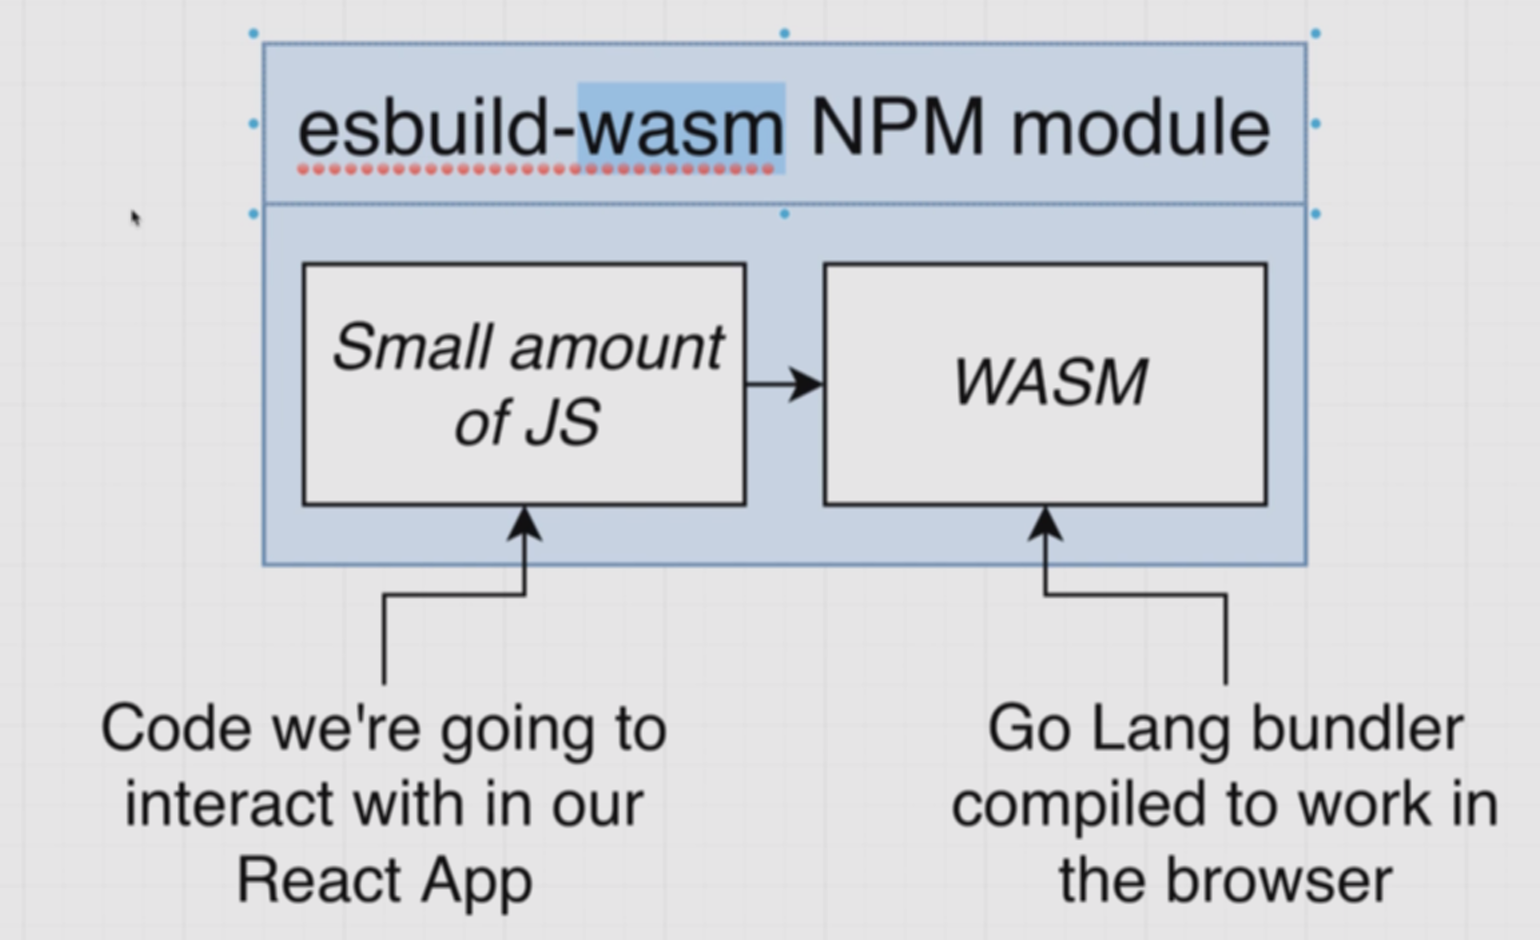 esbuild-wasm NPM module
Small amount
of JS
WASM
Code we're going to
interact with in our
React App
Go Lang bundler
compiled to work in
the browser